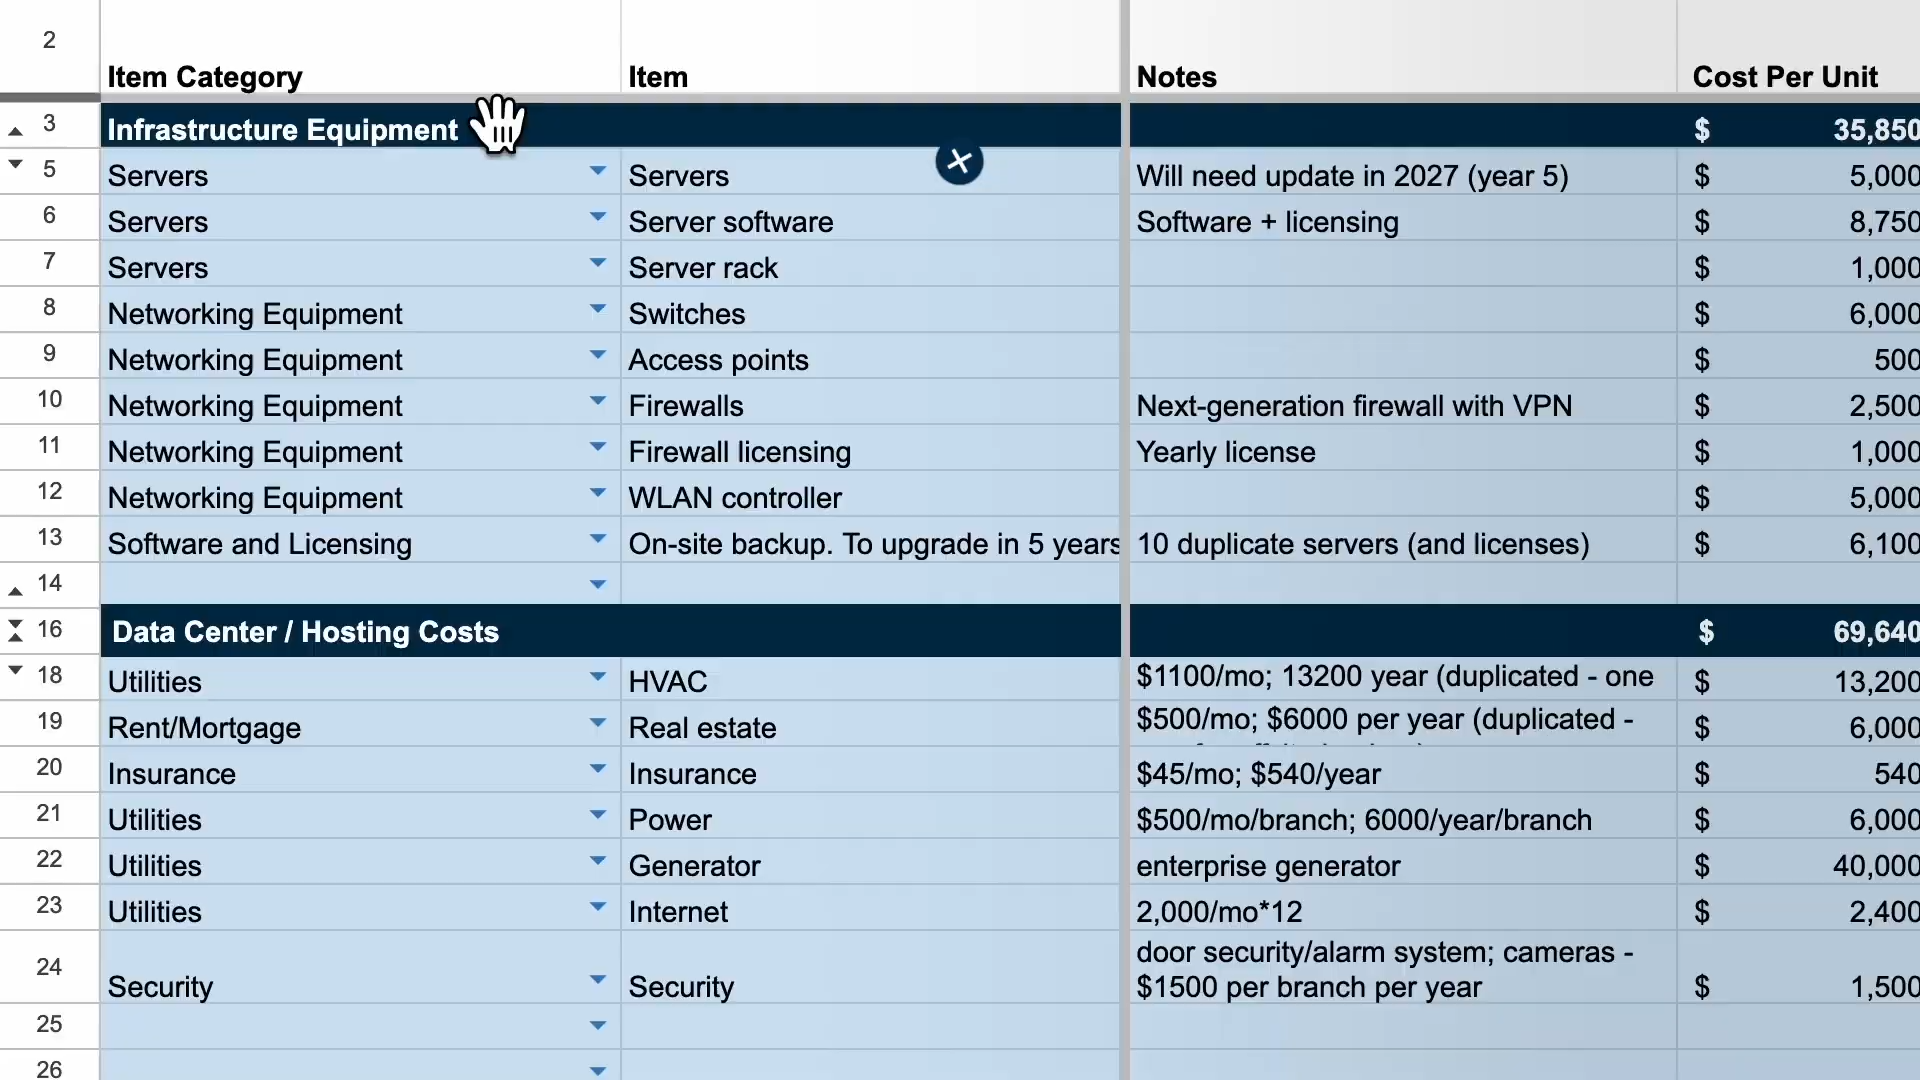 2
Item Category Item Notes Cost Per Unit
3 Infrastructure Equipment $ 35,850
5 Servers Servers Will need update in 2027 (year 5) $ 5,000
6 Servers Server software Software + licensing $ 8,750
7 Servers Server rack $ 1,000
8 Networking Equipment Switches $ 6,000
9 Networking Equipment Access points $ 500
10 Networking Equipment Firewalls Next-generation firewall with VPN $ 2,500
11 Networking Equipment Firewall licensing Yearly license $ 1,000
12 Networking Equipment WLAN controller $ 5,000
13 Software and Licensing On-site backup. To upgrade in 5 years 10 duplicate servers (and licenses) $ 6,100
14
16 Data Center / Hosting Costs $ 69,640
18 Utilities HVAC $1100/mo; 13200 year (duplicated - one $ 13,200
19 Rent/Mortgage Real estate $500/mo; $6000 per year (duplicated - $ 6,000
20 Insurance Insurance $45/mo; $540/year $ 540
21 Utilities Power $500/mo/branch; 6000/year/branch $ 6,000
22 Utilities Generator enterprise generator $ 40,000
23 Utilities Internet 2,000/mo*12 $ 2,400
door security/alarm system; cameras -
24 Security Security $1500 per branch per year $ 1,500
25
26